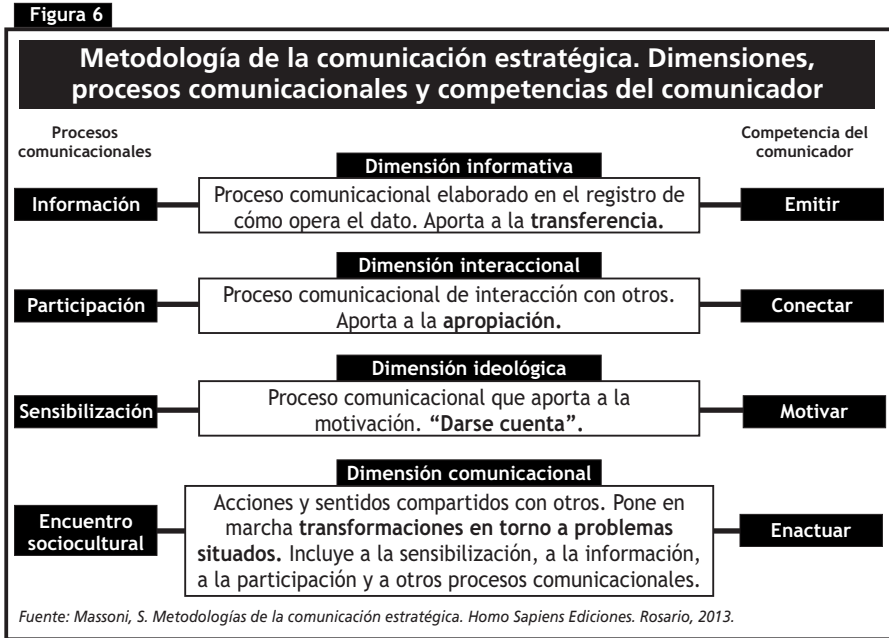 Figura 6
Metodología de la comunicación estratégica. Dimensiones,
procesos comunicacionales y competencias del comunicador
Procesos
comunicacionales
Competencia del
comunicador
Dimensión informativa
Información
Proceso comunicacional elaborado en el registro de
cómo opera el dato. Aporta a la transferencia.
Emitir
Dimensión interaccional
Participación
Proceso comunicacional de interacción con otros.
Aporta a la apropiación.
Conectar
Dimensión ideológica
Sensibilización
Proceso comunicacional que aporta a la
motivación. “Darse cuenta”.
Motivar
Dimensión comunicacional
Encuentro
sociocultural
Acciones y sentidos compartidos con otros. Pone en
marcha transformaciones en torno a problemas
situados. Incluye a la sensibilización, a la información,
a la participación y a otros procesos comunicacionales.
Enactuar
Fuente: Massoni, S. Metodologías de la comunicación estratégica. Homo Sapiens Ediciones. Rosario, 2013.